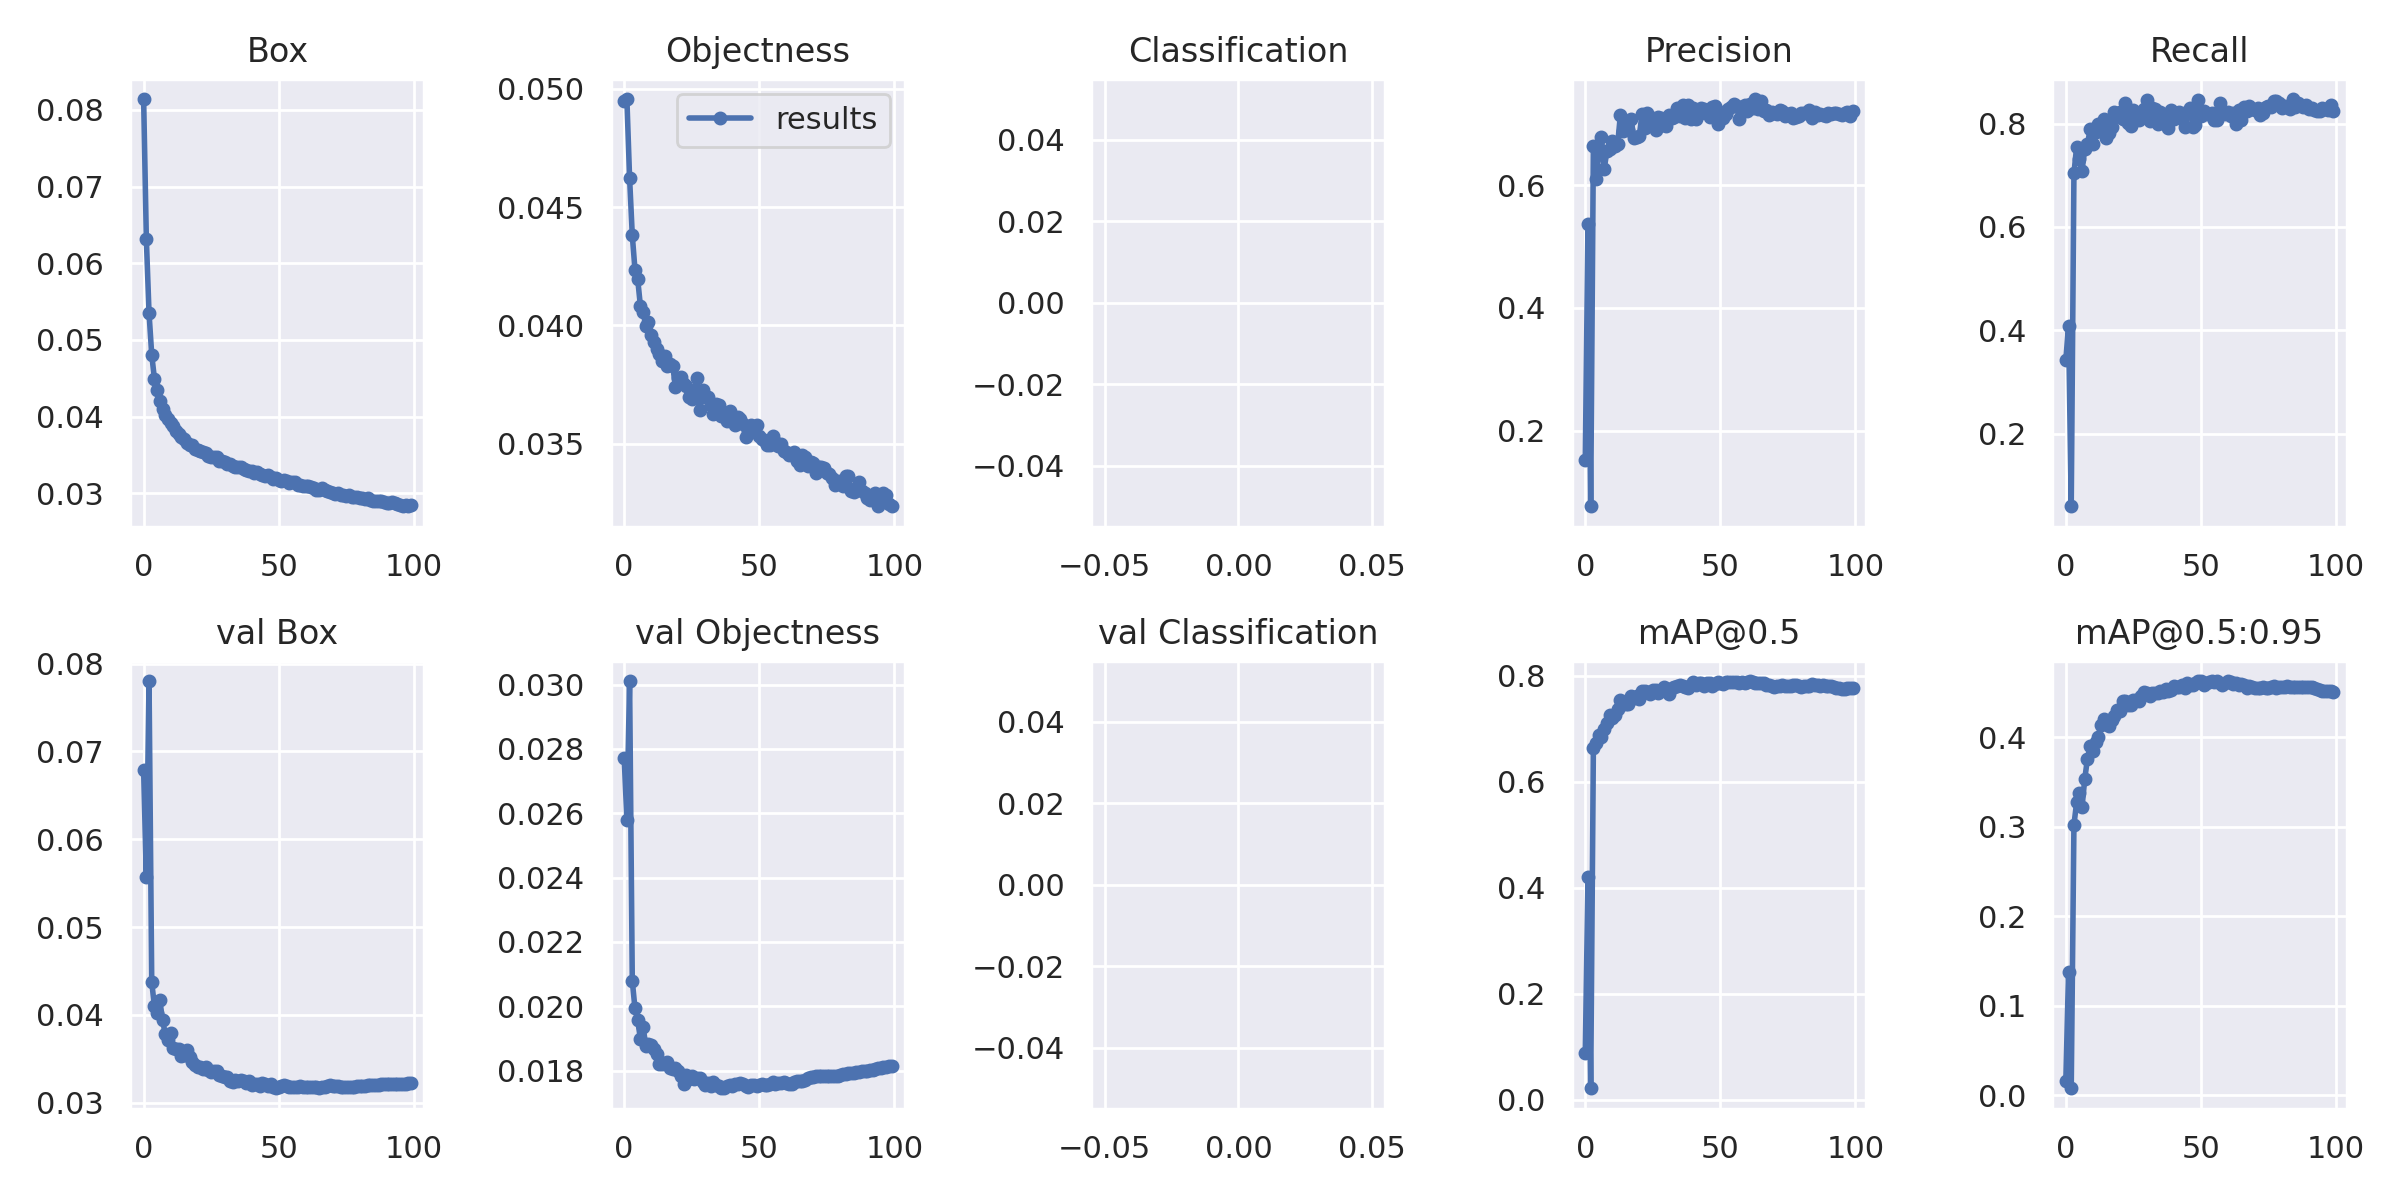 Box
Objectness
Classification
Precision
Recall
0.08
0.07
0.06
0.05
0.04
0.03
0 50 100
0.050
0.045
0.040
0.035
results
0 50 100
0.04
0.02
0.00
−0.02
−0.04
−0.05 0.00 0.05
0.6
0.4
0.2
0 50 100
0.8
0.6
0.4
0.2
0 50 100
val Box
val Objectness
val Classification
mAP@0.5
mAP@0.5:0.95
0.08
0.07
0.06
0.05
0.04
0.03
0 50 100
0.030
0.028
0.026
0.024
0.022
0.020
0.018
0 50 100
0.04
0.02
0.00
−0.02
−0.04
−0.05 0.00 0.05
0.8
0.6
0.4
0.2
0.0
0 50 100
0.4
0.3
0.2
0.1
0.0
0 50 100